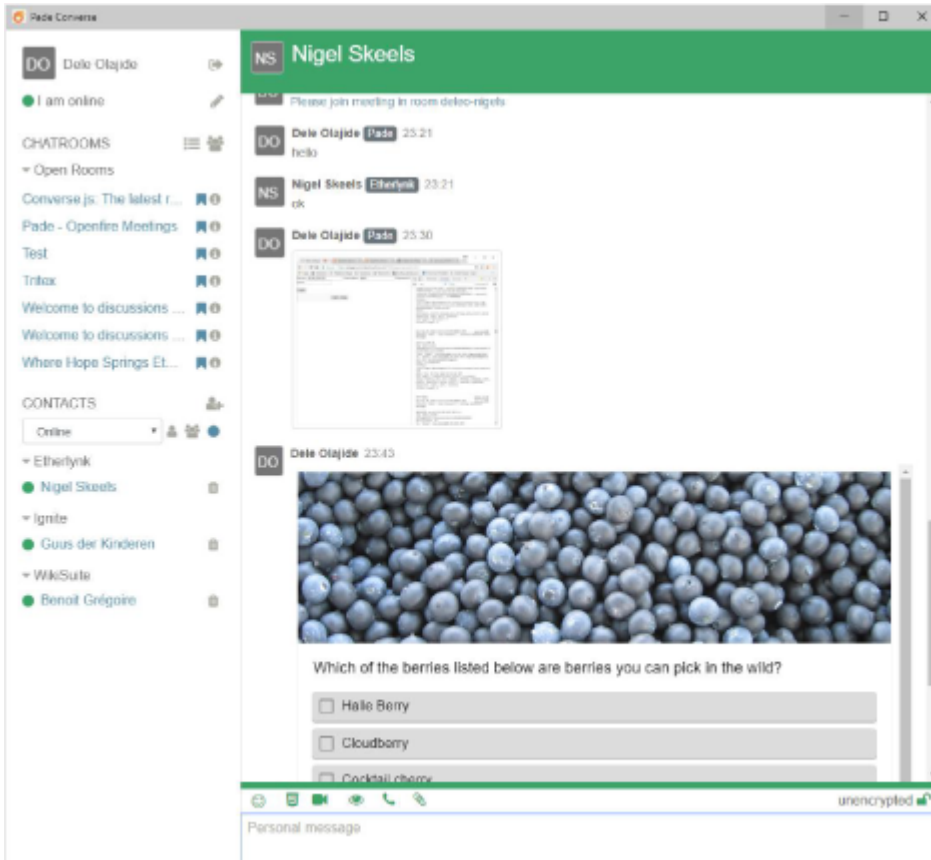 Pade Converse
DO Dele Olajide
I am online
CHATROOMS
Open Rooms
Converse.js: The latest r...
Pade - Openfire Meetings
Test
Trifox
Welcome to discussions ...
Welcome to discussions ...
Where Hope Springs Et...
CONTACTS
Online
Etherlynk
Nigel Skeels
Ignite
Guus der Kinderen
WikiSuite
Benoit Grégoire
NS Nigel Skeels
Please join meeting in room deleo-nigels
DO Dele Olajide Pade 23:21
hello
NS Nigel Skeels Etherlynk 23:21
ok
DO Dele Olajide Pade 23:30
DO Dele Olajide 23:43
Which of the berries listed below are berries you can pick in the wild?
Halle Berry
Cloudberry
Cocktail cherry
unencrypted
Personal message